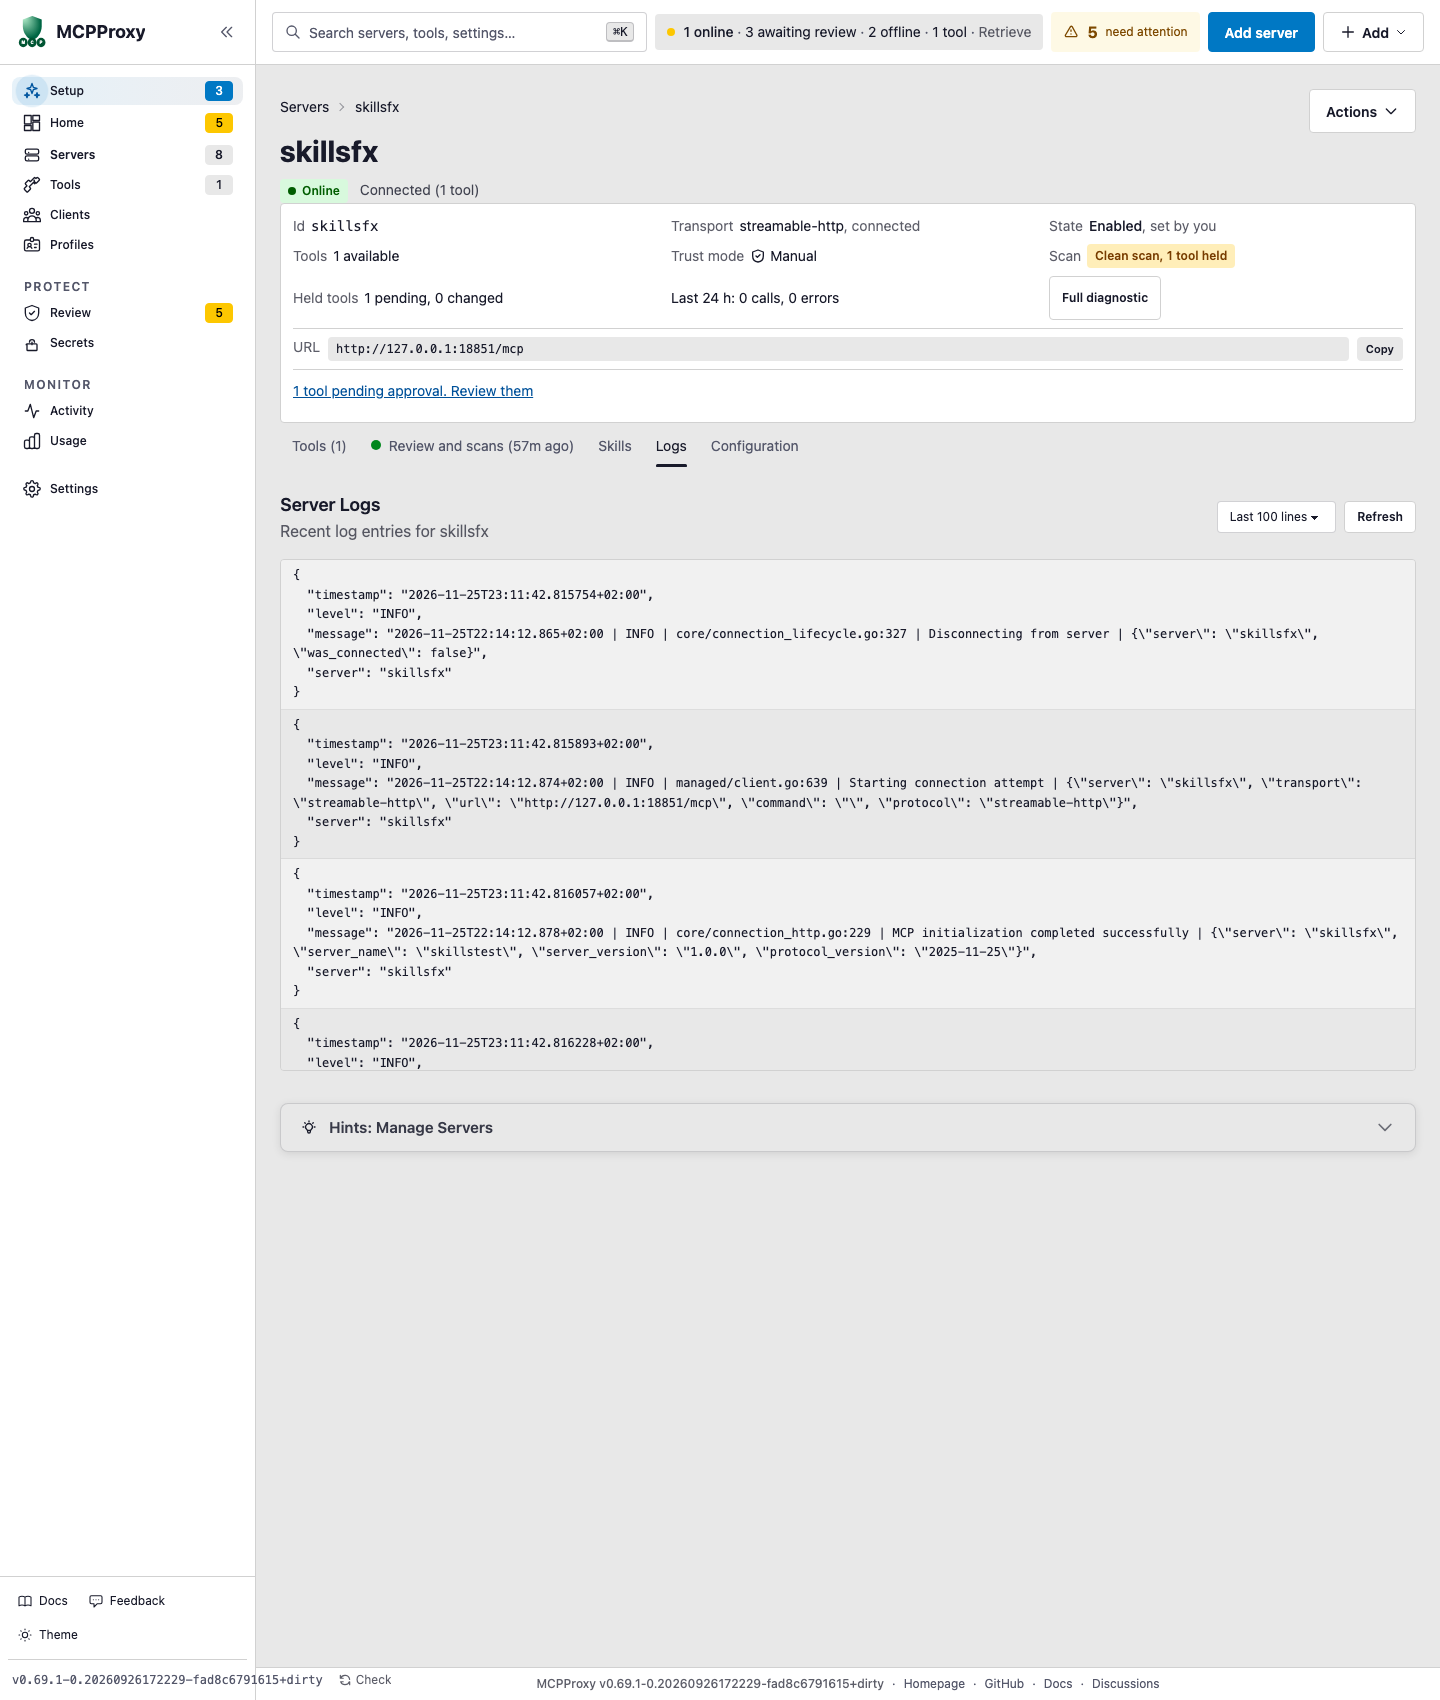 MCPProxy
Search servers, tools, settings...
⌘K
1 online · 3 awaiting review · 2 offline · 1 tool · Retrieve
5 need attention
Add server
Add
Setup 3
Home 5
Servers 8
Tools 1
Clients
Profiles
PROTECT
Review 5
Secrets
MONITOR
Activity
Usage
Settings
Servers
skillsfx
Actions
skillsfx
Online
Connected (1 tool)
Id skillsfx
Transport streamable-http, connected
State Enabled, set by you
Tools 1 available
Trust mode Manual
Scan Clean scan, 1 tool held
Held tools 1 pending, 0 changed
Last 24 h: 0 calls, 0 errors
Full diagnostic
URL http://127.0.0.1:18851/mcp
Copy
1 tool pending approval. Review them
Tools (1)
Review and scans (57m ago)
Skills
Logs
Configuration
Server Logs
Recent log entries for skillsfx
Last 100 lines
Refresh
{
"timestamp": "2026-11-25T23:11:42.815754+02:00",
"level": "INFO",
"message": "2026-11-25T22:14:12.865+02:00 | INFO | core/connection_lifecycle.go:327 | Disconnecting from server | {\"server\": \"skillsfx\",
\"was_connected\": false}",
"server": "skillsfx"
}
{
"timestamp": "2026-11-25T23:11:42.815893+02:00",
"level": "INFO",
"message": "2026-11-25T22:14:12.874+02:00 | INFO | managed/client.go:639 | Starting connection attempt | {\"server\": \"skillsfx\", \"transport\":
\"streamable-http\", \"url\": \"http://127.0.0.1:18851/mcp\", \"command\": \"\", \"protocol\": \"streamable-http\"}",
"server": "skillsfx"
}
{
"timestamp": "2026-11-25T23:11:42.816057+02:00",
"level": "INFO",
"message": "2026-11-25T22:14:12.878+02:00 | INFO | core/connection_http.go:229 | MCP initialization completed successfully | {\"server\": \"skillsfx\",
\"server_name\": \"skillstest\", \"server_version\": \"1.0.0\", \"protocol_version\": \"2025-11-25\"}",
"server": "skillsfx"
}
{
"timestamp": "2026-11-25T23:11:42.816228+02:00",
"level": "INFO",
Hints: Manage Servers
Docs
Feedback
Theme
v0.69.1-0.20260926172229-fad8c6791615+dirty
Check
MCPProxy v0.69.1-0.20260926172229-fad8c6791615+dirty · Homepage · GitHub · Docs · Discussions